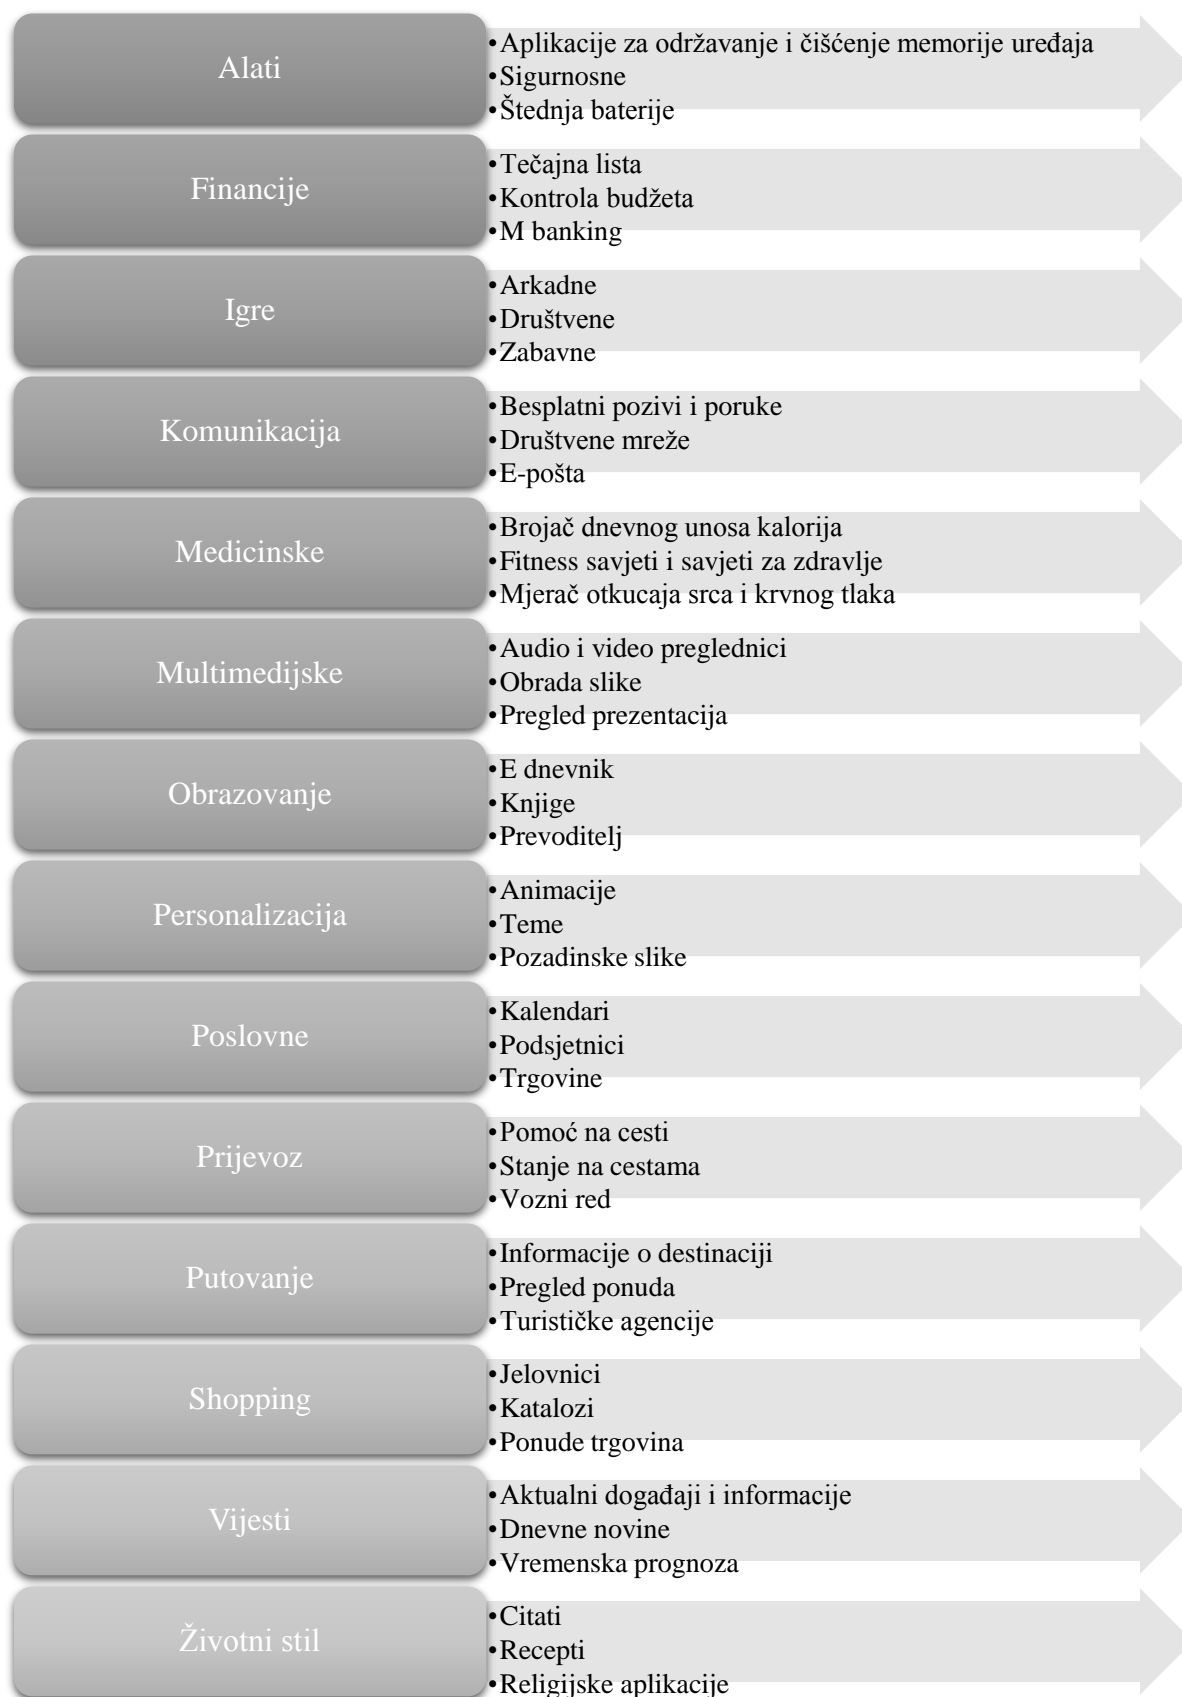 Alati
•Aplikacije za održavanje i čišćenje memorije uređaja
•Sigurnosne
•Štednja baterije
Financije
•Tečajna lista
•Kontrola budžeta
•M banking
Igre
•Arkadne
•Društvene
•Zabavne
Komunikacija
•Besplatni pozivi i poruke
•Društvene mreže
•E-pošta
Medicinske
•Brojač dnevnog unosa kalorija
•Fitness savjeti i savjeti za zdravlje
•Mjerač otkucaja srca i krvnog tlaka
Multimedijske
•Audio i video preglednici
•Obrada slike
•Pregled prezentacija
Obrazovanje
•E dnevnik
•Knjige
•Prevoditelj
Personalizacija
•Animacije
•Teme
•Pozadinske slike
Poslovne
•Kalendari
•Podsjetnici
•Trgovine
Prijevoz
•Pomoć na cesti
•Stanje na cestama
•Vozni red
Putovanje
•Informacije o destinaciji
•Pregled ponuda
•Turističke agencije
Shopping
•Jelovnici
•Katalozi
•Ponude trgovina
Vijesti
•Aktualni događaji i informacije
•Dnevne novine
•Vremenska prognoza
Životni stil
•Citati
•Recepti
•Religijske aplikacije